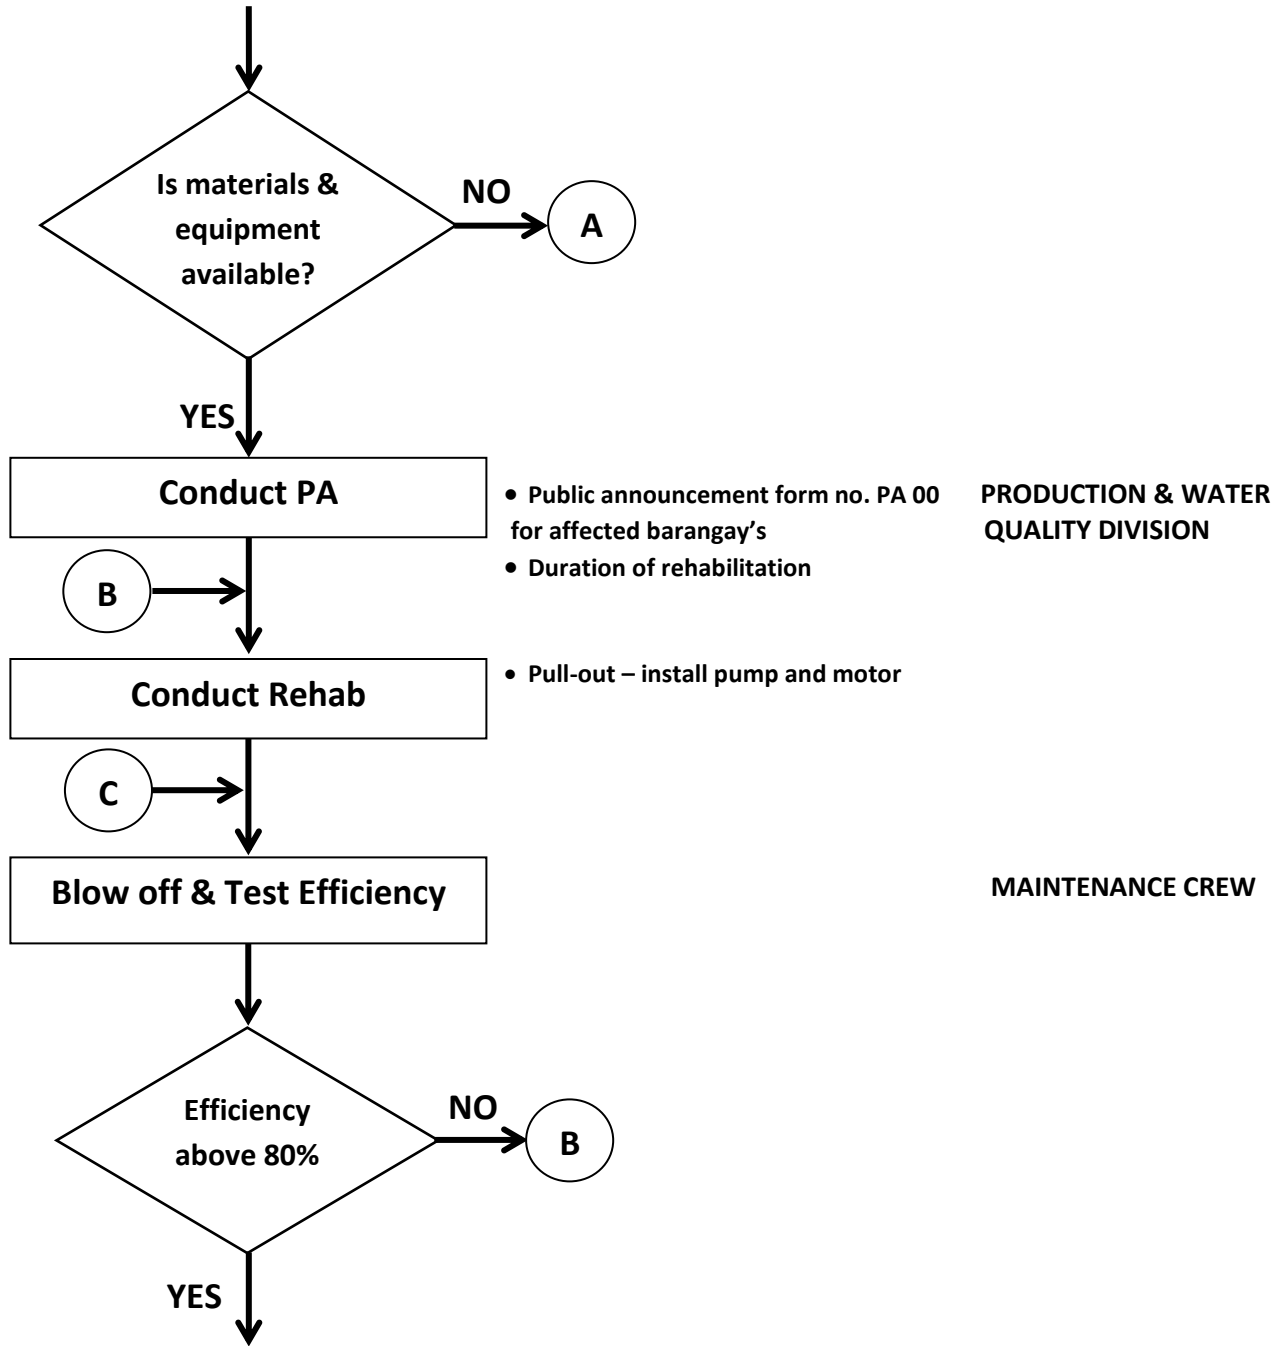 Is materials &
equipment
available?
NO
A
YES
Conduct PA
• Public announcement form no. PA 00
for affected barangay’s
• Duration of rehabilitation
PRODUCTION & WATER
QUALITY DIVISION
B
Conduct Rehab
• Pull-out – install pump and motor
C
Blow off & Test Efficiency
MAINTENANCE CREW
Efficiency
above 80%
NO
B
YES